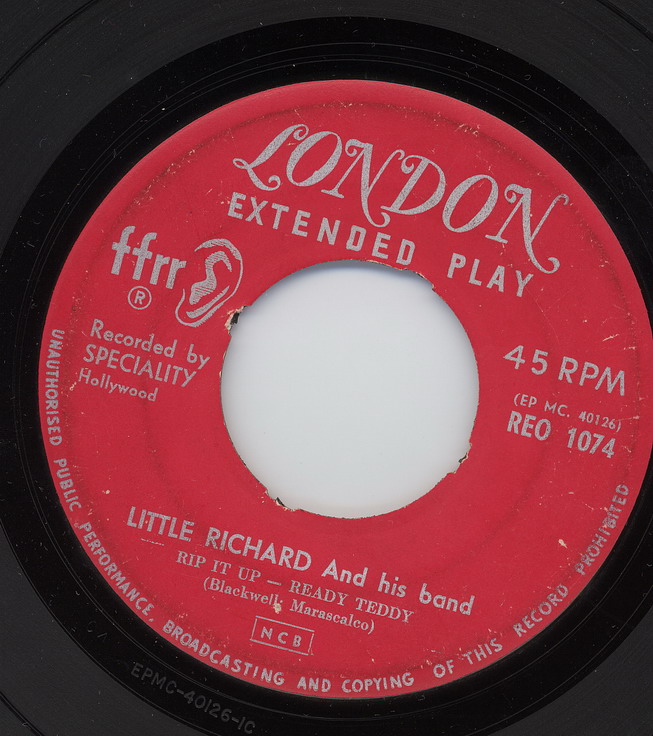 LONDON
EXTENDED PLAY
ffrr
®
Recorded by
SPECIALITY
Hollywood
45 RPM
(EP MC. 40126)
REO 1074
LITTLE RICHARD And his band
RIP IT UP — READY TEDDY
(Blackwell; Marascalco)
NCB
UNAUTHORISED PUBLIC PERFORMANCE, BROADCASTING AND COPYING OF THIS RECORD PROHIBITED
EPMC-40126-1C